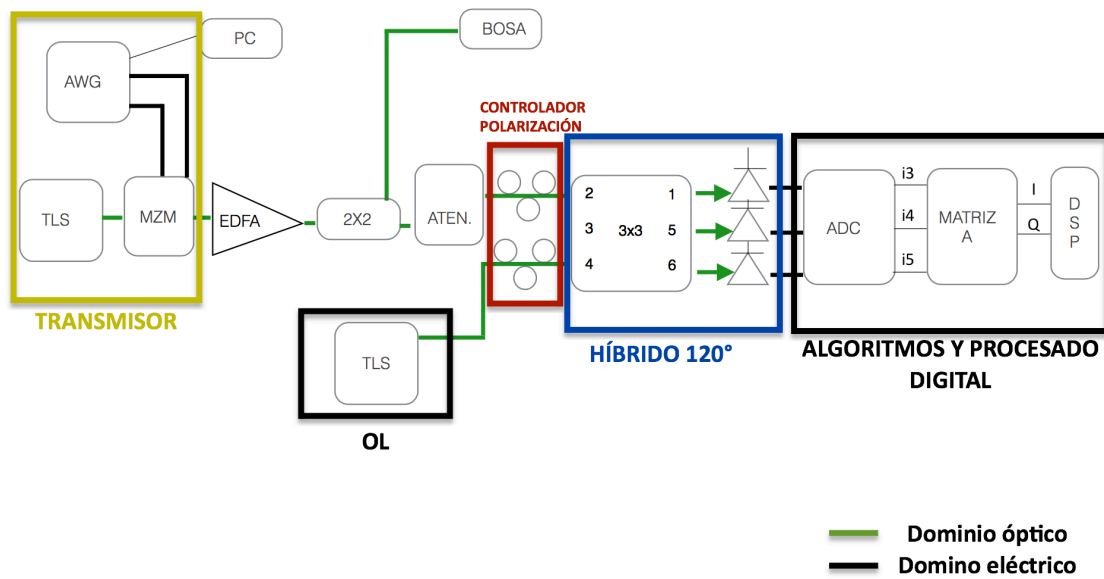 PC
BOSA
AWG
CONTROLADOR
POLARIZACIÓN
TLS
MZM
EDFA
2X2
ATEN.
2
3
4
3x3
1
5
6
ADC
i3
i4
i5
MATRIZ
A
I
Q
D
S
P
TRANSMISOR
TLS
OL
HÍBRIDO 120°
ALGORITMOS Y PROCESADO
DIGITAL
Dominio óptico
Domino eléctrico